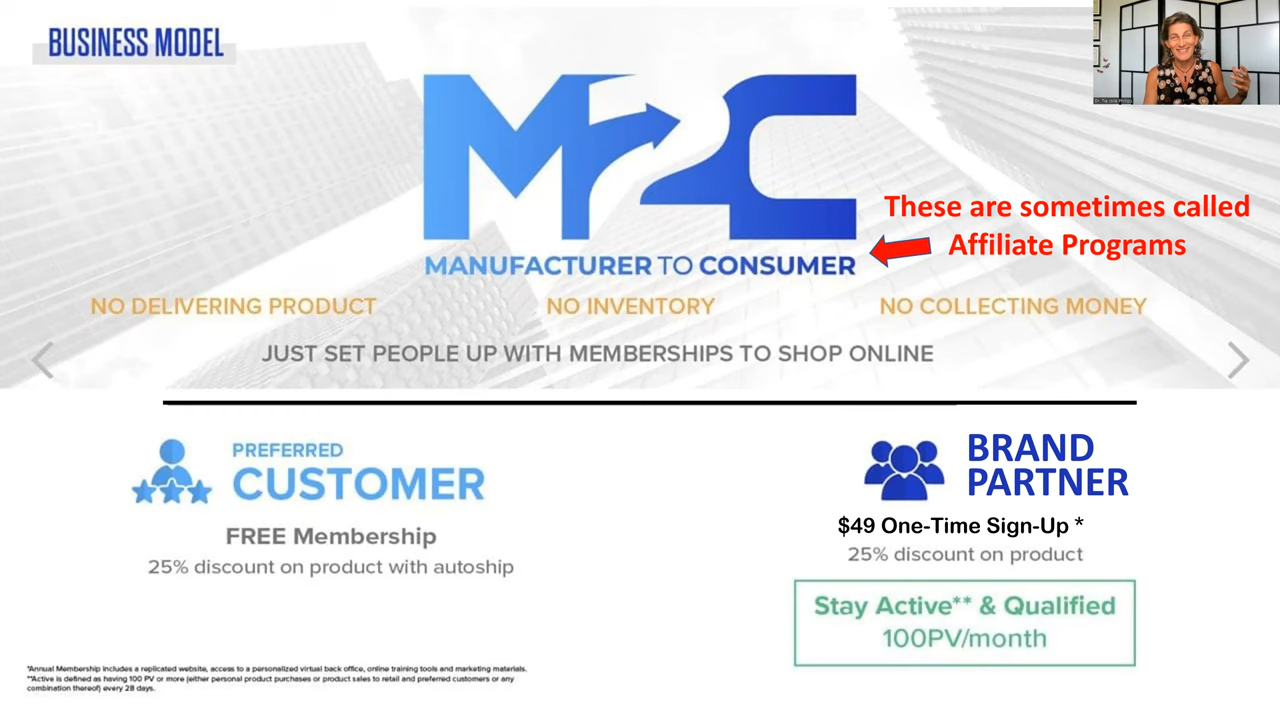 BUSINESS MODEL
M2C
MANUFACTURER TO CONSUMER
These are sometimes called
Affiliate Programs
NO DELIVERING PRODUCT
NO INVENTORY
NO COLLECTING MONEY
JUST SET PEOPLE UP WITH MEMBERSHIPS TO SHOP ONLINE
PREFERRED
CUSTOMER
FREE Membership
25% discount on product with autoship
BRAND
PARTNER
$49 One-Time Sign-Up *
25% discount on product
Stay Active** & Qualified
100PV/month
*Annual Membership includes a replicated website, access to a personalized virtual back office, online training tools and marketing materials.
**Active is defined as having 100 PV or more (either personal product purchases or product sales to retail and preferred customers or any
combination thereof) every 28 days.